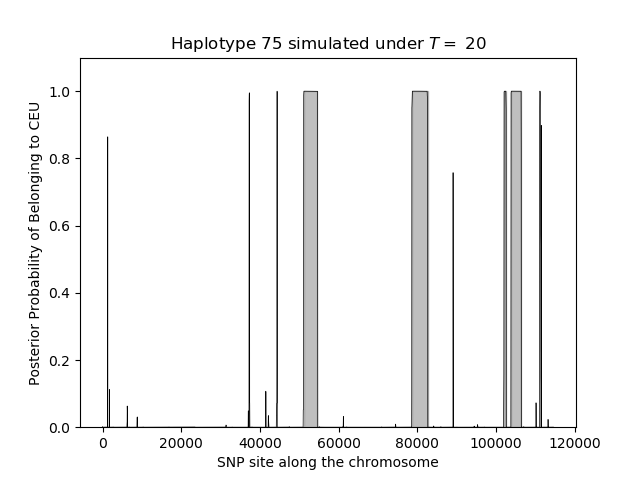 Haplotype 75 simulated under T = 20
Posterior Probability of Belonging to CEU
1.0
0.8
0.6
0.4
0.2
0.0
0 20000 40000 60000 80000 100000 120000
SNP site along the chromosome